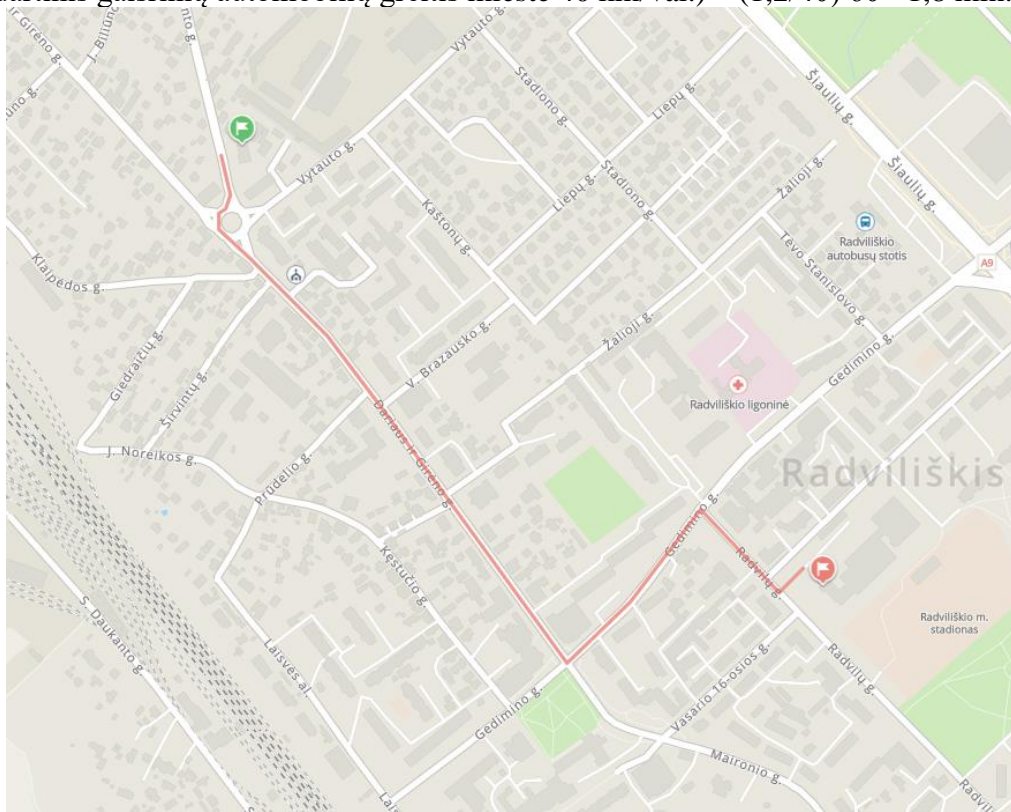 J. Biliūno
Vytauto g.
Šiaulių g.
Stadiono g.
Liepų g.
Vytauto g.
Žalioji g.
Šiaulių g.
Kaštonų g.
Liepų g.
Stadiono g.
Radviliškio
autobusų stotis
A9
Klaipėdos g.
Tėvo Stanislovo g.
Giedraičių g.
Širvintų g.
V. Brazausko g.
Žalioji g.
Gedimino g.
Radviliškio ligoninė
Dariaus ir Girėno g.
J. Noreikos g.
Prūdelio g.
Radviliškis
Gedimino g.
Kęstučio g.
Radvilų g.
S. Daukanto g.
Laisvės al.
Radviliškio m.
stadionas
Gedimino g.
Vasario 16-osios g.
Radvilų g.
Maironio g.